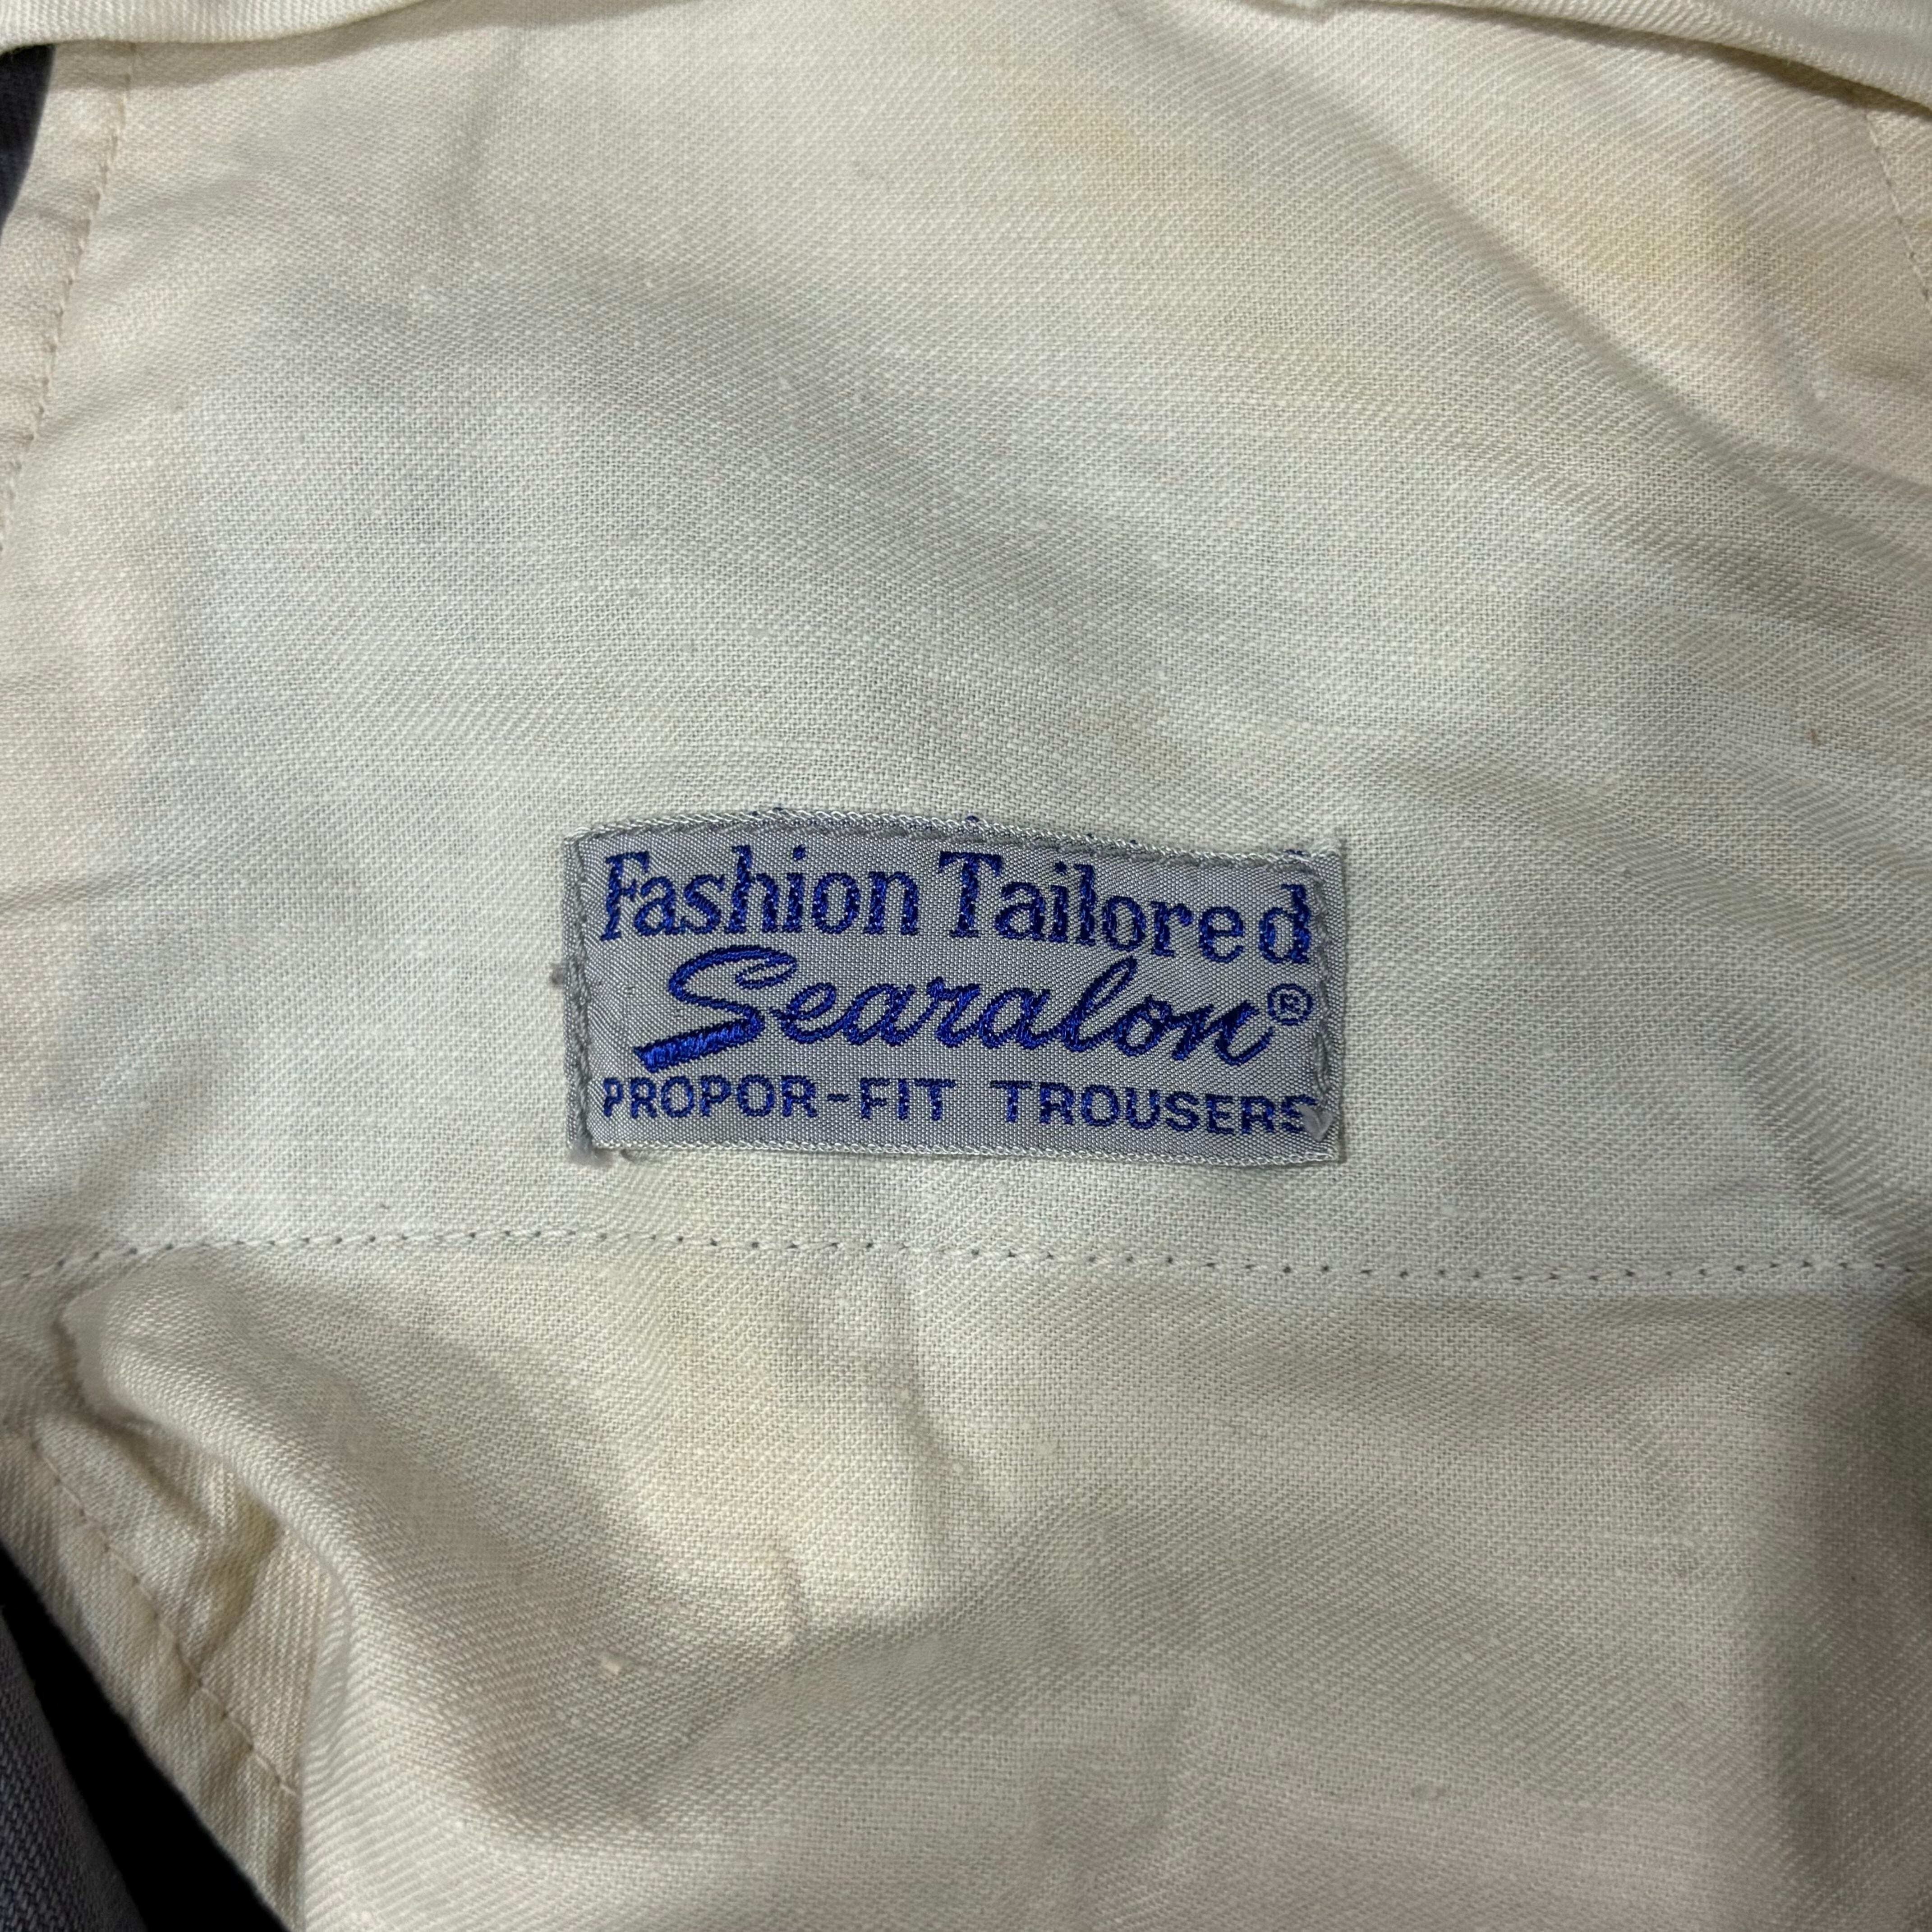 Fashion Tailored
Searalon®
PROPOR-FIT TROUSERS